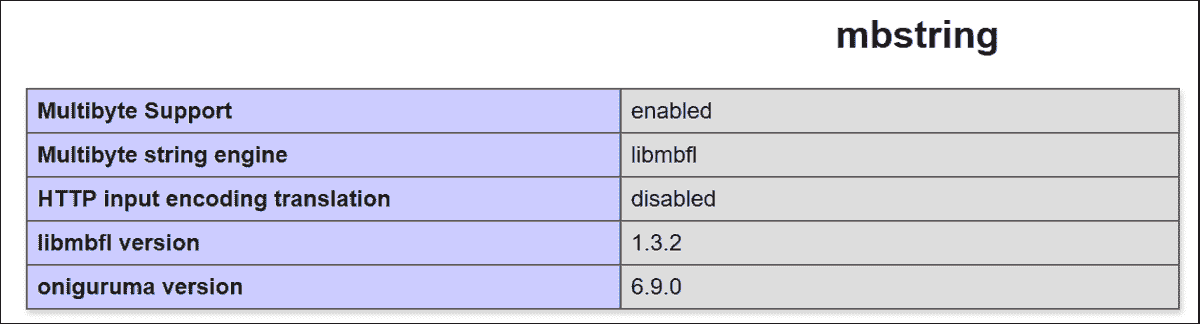 mbstring
Multibyte Support enabled
Multibyte string engine libmbfl
HTTP input encoding translation disabled
libmbfl version 1.3.2
oniguruma version 6.9.0